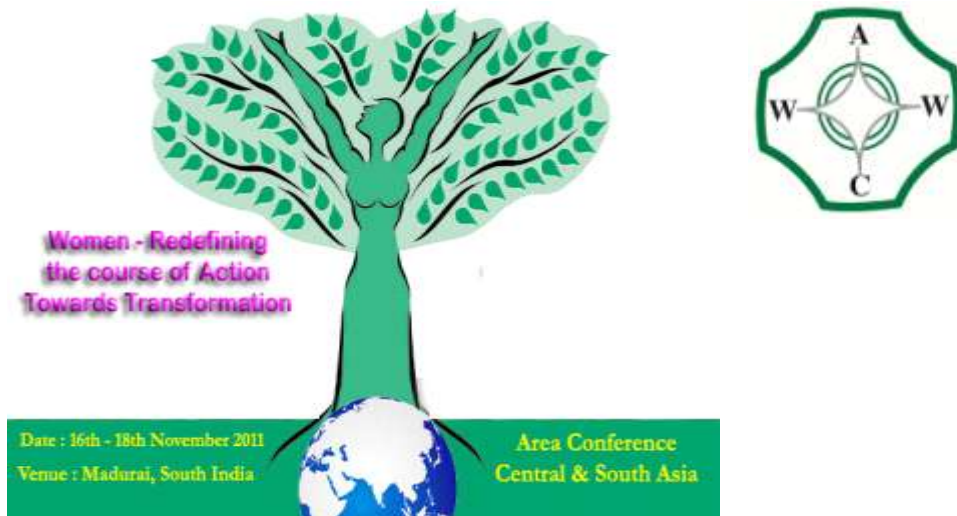 A
W W
C
Women - Redefining
the course of Action
Towards Transformation
Date : 16th - 18th November 2011
Venue : Madurai, South India
Area Conference
Central & South Asia